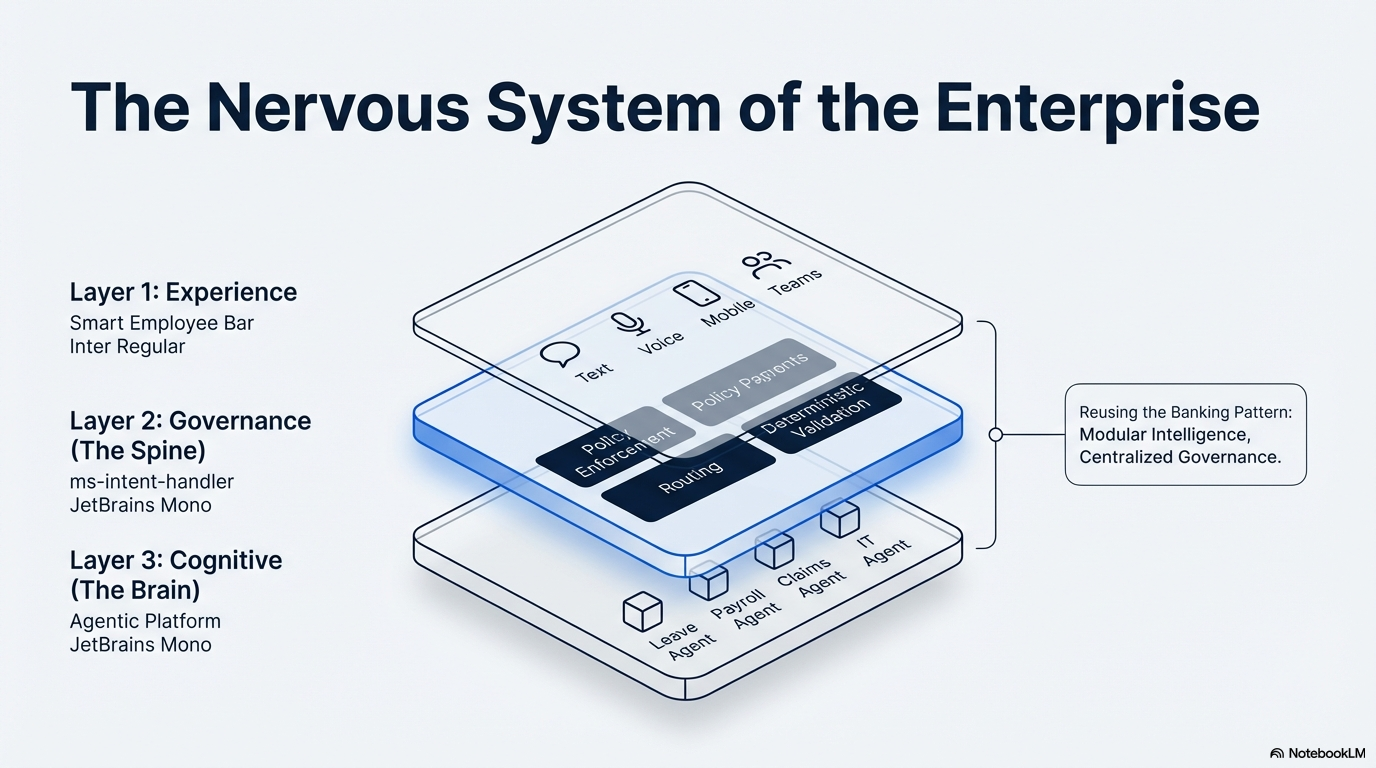 The Nervous System of the Enterprise
Layer 1: Experience
Smart Employee Bar
Inter Regular
Layer 2: Governance
(The Spine)
ms-intent-handler
JetBrains Mono
Layer 3: Cognitive
(The Brain)
Agentic Platform
JetBrains Mono
Text
Voice
Mobile
Teams
Policy
Enforcement
Policy
Routing
Deterministic
Validation
Leave
Agent
Payroll
Agent
Claims
Agent
IT
Agent
Reusing the Banking Pattern:
Modular Intelligence,
Centralized Governance.
NotebookLM